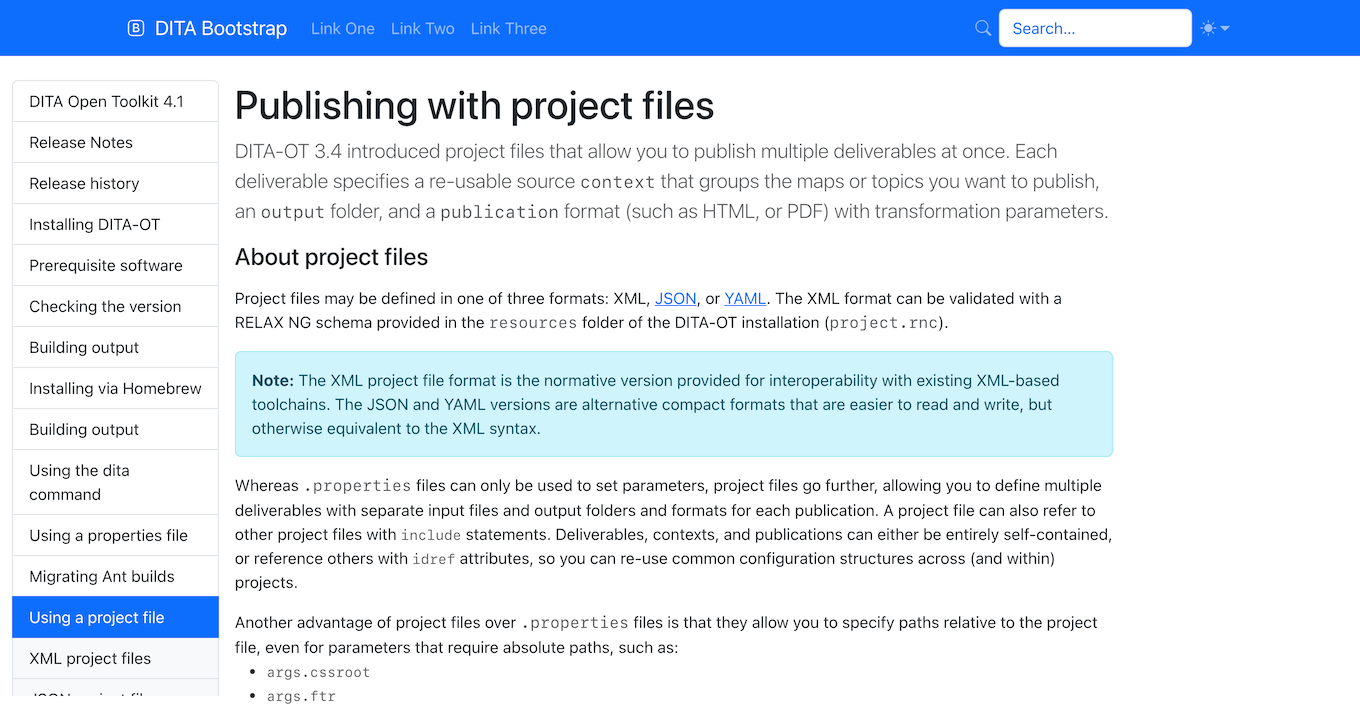 DITA Bootstrap Link One Link Two Link Three Search...
DITA Open Toolkit 4.1
Release Notes
Release history
Installing DITA-OT
Prerequisite software
Checking the version
Building output
Installing via Homebrew
Building output
Using the dita
command
Using a properties file
Migrating Ant builds
Using a project file
XML project files
Publishing with project files
DITA-OT 3.4 introduced project files that allow you to publish multiple deliverables at once. Each
deliverable specifies a re-usable source context that groups the maps or topics you want to publish,
an output folder, and a publication format (such as HTML, or PDF) with transformation parameters.
About project files
Project files may be defined in one of three formats: XML, JSON, or YAML. The XML format can be validated with a
RELAX NG schema provided in the resources folder of the DITA-OT installation (project.rnc).
Note: The XML project file format is the normative version provided for interoperability with existing XML-based
toolchains. The JSON and YAML versions are alternative compact formats that are easier to read and write, but
otherwise equivalent to the XML syntax.
Whereas .properties files can only be used to set parameters, project files go further, allowing you to define multiple
deliverables with separate input files and output folders and formats for each publication. A project file can also refer to
other project files with include statements. Deliverables, contexts, and publications can either be entirely self-contained,
or reference others with idref attributes, so you can re-use common configuration structures across (and within)
projects.
Another advantage of project files over .properties files is that they allow you to specify paths relative to the project
file, even for parameters that require absolute paths, such as:
• args.cssroot
• args.ftr